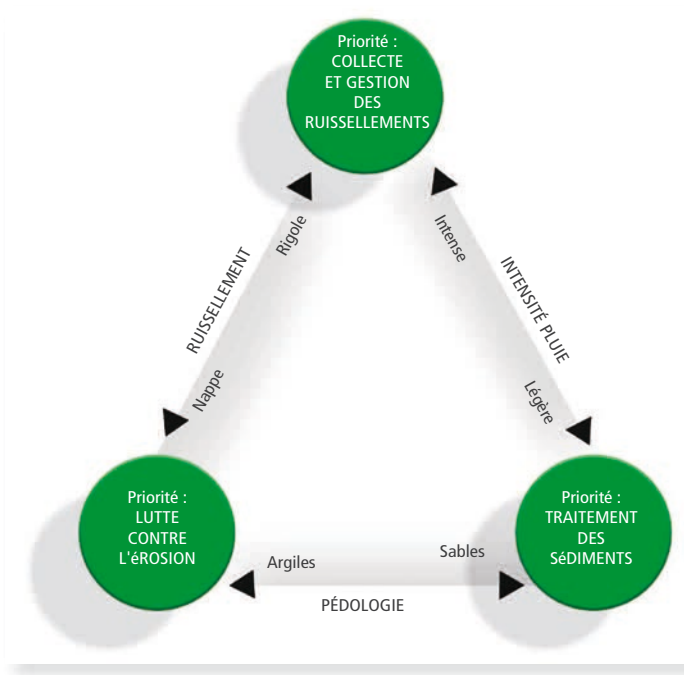 Priorité :
COLLECTE
ET GESTION
DES
RUISSELLEMENTS
Rigole
Intense
RUISSELLEMENT
INTENSITÉ PLUIE
Nappe
Légère
Priorité :
LUTTE
CONTRE
L'éROSION
Priorité :
TRAITEMENT
DES
SéDIMENTS
Argiles
Sables
PÉDOLOGIE